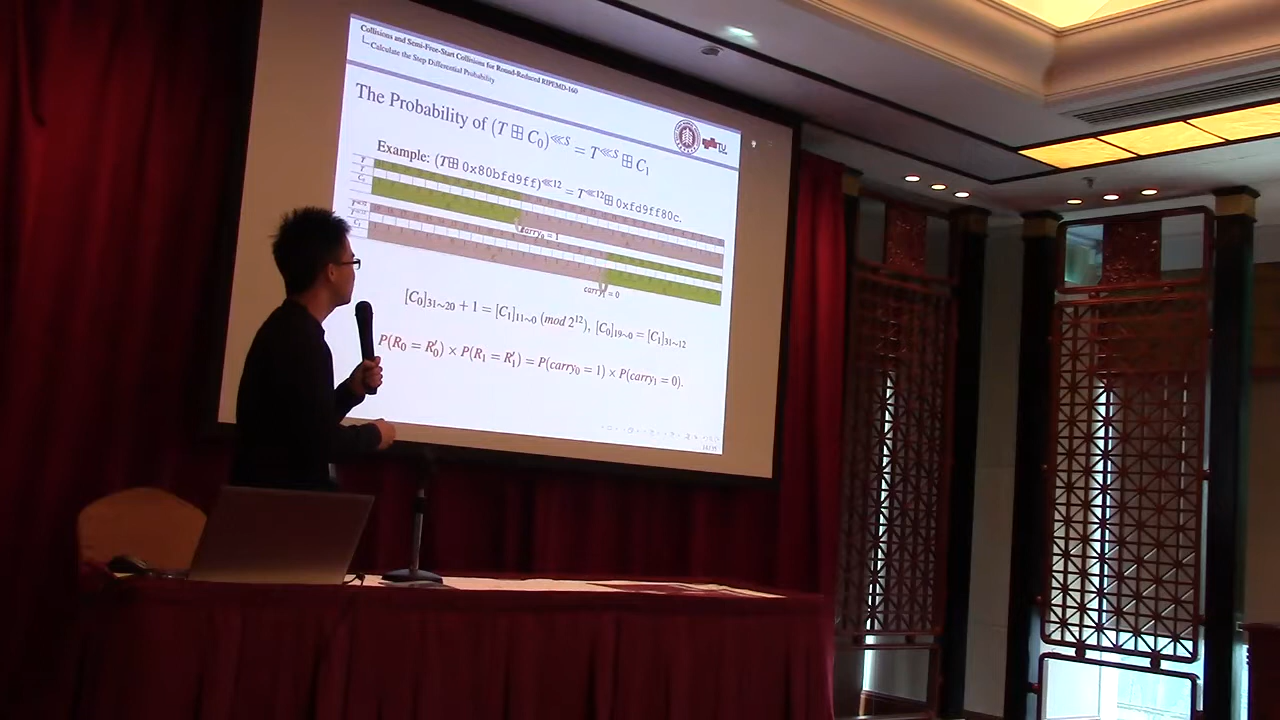 Collisions and Semi-Free-Start Collisions for Round-Reduced RIPEMD-160
Calculate the Step Differential Probability
The Probability of (T ⊞ C₀)^⋘S = T^⋘S ⊞ C₁
TU
Example: (T⊞ 0x80bfd9ff)^⋘12 = T^⋘12 ⊞ 0xfd9ff80c.
carry₀ = 1
carry₁ = 0
[C₀]₃₁∼₂₀ + 1 = [C₁]₁₁∼₀ (mod 2¹²), [C₀]₁₉∼₀ = [C₁]₃₁∼₁₂
P(R₀ = R′₀) × P(R₁ = R′₁) = P(carry₀ = 1) × P(carry₁ = 0).